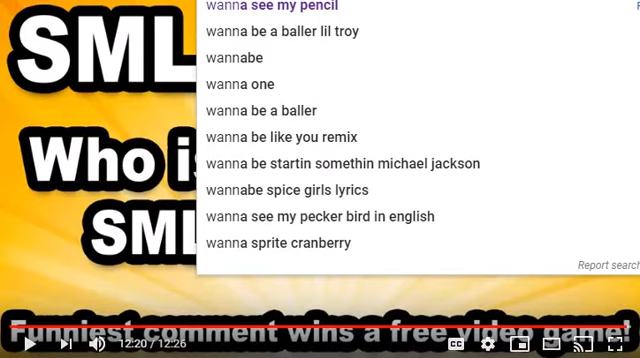 SML
Who is
SML
wanna see my pencil
wanna be a baller lil troy
wannabe
wanna one
wanna be a baller
wanna be like you remix
wanna be startin somethin michael jackson
wannabe spice girls lyrics
wanna see my pecker bird in english
wanna sprite cranberry
Report search
Funniest comment wins a free video game!
12:20 / 12:26
CC